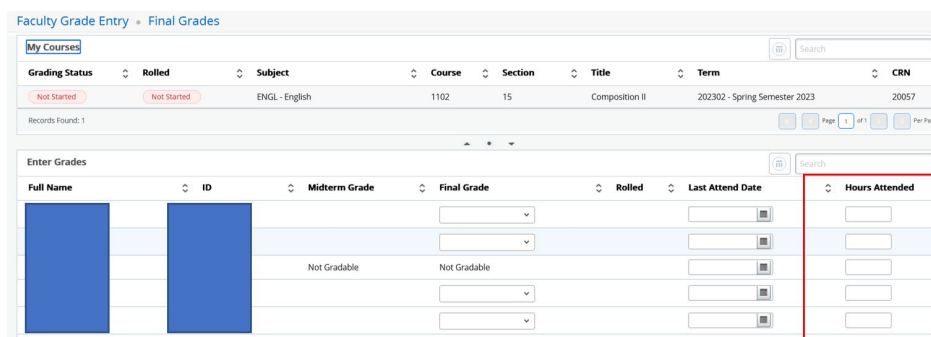 Faculty Grade Entry • Final Grades
My Courses Search
Grading Status Rolled Subject Course Section Title Term CRN
Not Started Not Started ENGL - English 1102 15 Composition II 202302 - Spring Semester 2023 20057
Records Found: 1 Page 1 of 1 Per Pa
Enter Grades Search
Full Name ID Midterm Grade Final Grade Rolled Last Attend Date Hours Attended
Not Gradable Not Gradable